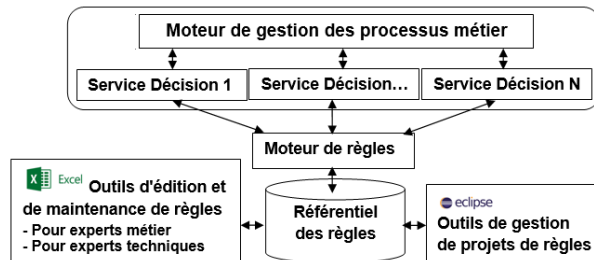 Moteur de gestion des processus métier
Service Décision 1
Service Décision...
Service Décision N
Moteur de règles
Excel
Outils d'édition et
de maintenance de règles
- Pour experts métier
- Pour experts techniques
Référentiel
des règles
eclipse
Outils de gestion
de projets de règles